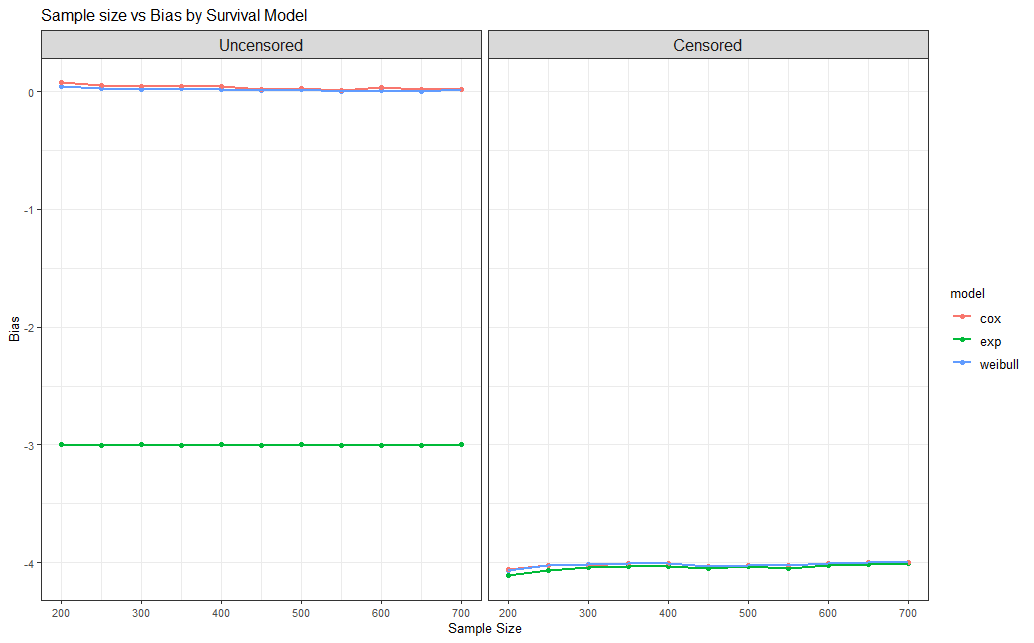 Sample size vs Bias by Survival Model
Uncensored
Censored
0
-1
-2
-3
-4
Bias
200 300 400 500 600 700
200 300 400 500 600 700
Sample Size
model
cox
exp
weibull